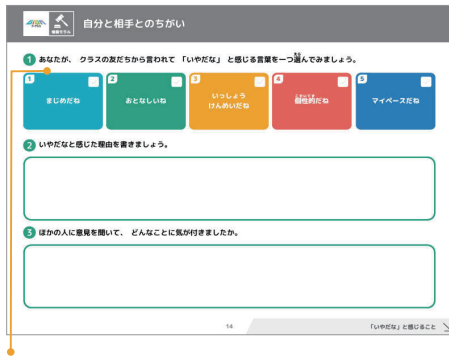 情報モラル
自分と相手とのちがい
1 あなたが、クラスの友だちから言われて「いやだな」と感じる言葉を一つ選んでみましょう。
1 まじめだね
2 おとなしいね
3 いっしょう
けんめいだね
4 個性的だね
5 マイペースだね
2 いやだなと感じた理由を書きましょう。
3 ほかの人に意見を聞いて、どんなことに気が付きましたか。
14
「いやだな」と感じること